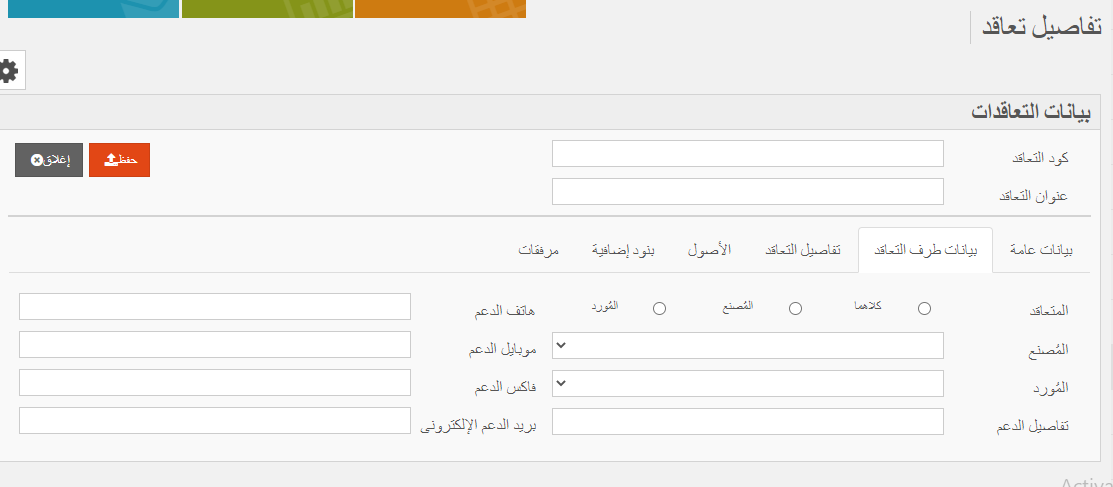 تفاصيل تعاقد
بيانات التعاقدات
كود التعاقد
حفظ إغلاق
عنوان التعاقد
بيانات عامة بيانات طرف التعاقد تفاصيل التعاقد الأصول بنود إضافية مرفقات
المتعاقد كلاهما المُصنع المُورد هاتف الدعم
المُصنع موبايل الدعم
المُورد فاكس الدعم
تفاصيل الدعم بريد الدعم الإلكترونى
Activa